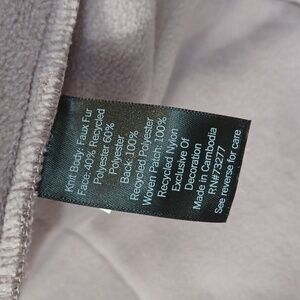 Knit Body: Faux Fur
Face: 40% Recycled
Polyester 60%
Polyester
Back: 100%
Recycled Polyester
Woven Patch: 100%
Recycled Nylon
Exclusive Of
Decoration
Made in Cambodia
RN#73277
See reverse for care